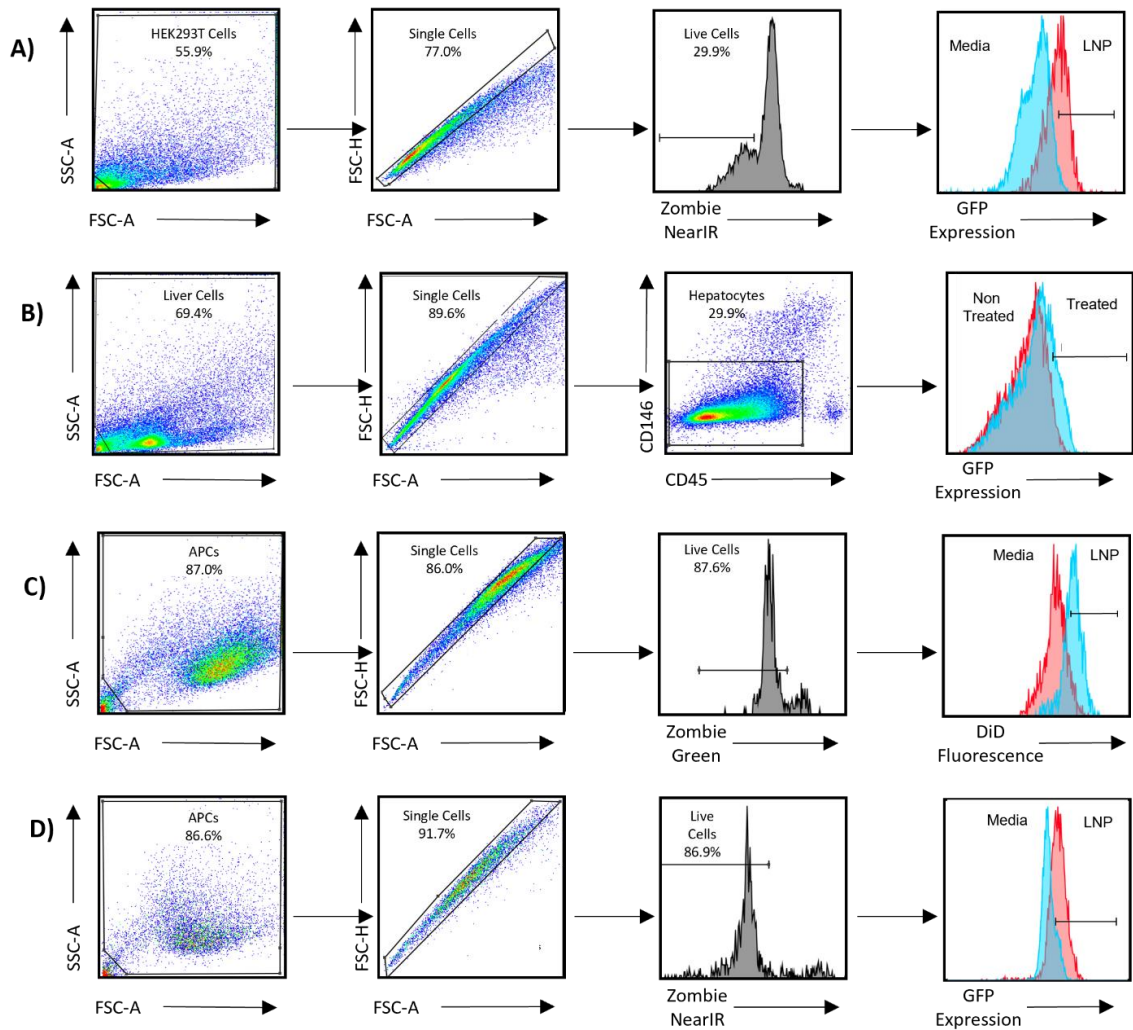 A)
HEK293T Cells
55.9%
SSC-A
FSC-A
Single Cells
77.0%
FSC-H
FSC-A
Live Cells
29.9%
Zombie
NearIR
Media
LNP
GFP
Expression
B)
Liver Cells
69.4%
SSC-A
FSC-A
Single Cells
89.6%
FSC-H
FSC-A
Hepatocytes
29.9%
CD146
CD45
Non
Treated
Treated
GFP
Expression
C)
APCs
87.0%
SSC-A
FSC-A
Single Cells
86.0%
FSC-H
FSC-A
Live Cells
87.6%
Zombie
Green
Media
LNP
DiD
Fluorescence
D)
APCs
86.6%
SSC-A
FSC-A
Single Cells
91.7%
FSC-H
FSC-A
Live
Cells
86.9%
Zombie
NearIR
Media
LNP
GFP
Expression